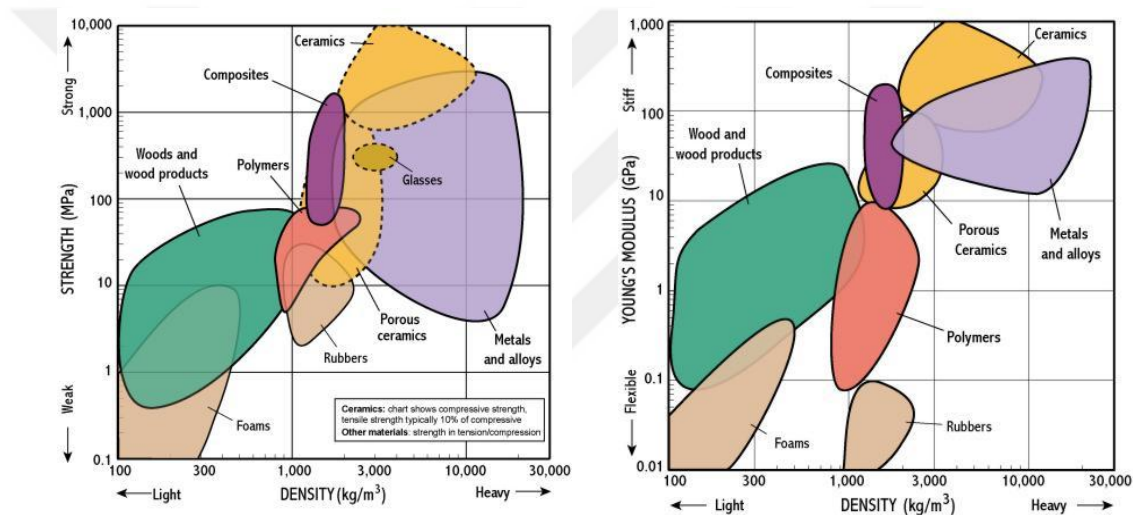 10,000
1,000
100
10
1
0.1
Strong
STRENGTH (MPa)
Weak
Ceramics
Composites
Woods and
wood products
Polymers
Glasses
Porous
ceramics
Rubbers
Metals
and alloys
Foams
Ceramics: chart shows compressive strength,
tensile strength typically 10% of compressive
Other materials: strength in tension/compression
100
300
1,000
3,000
10,000
30,000
Light
DENSITY (kg/m³)
Heavy
1,000
100
10
1
0.1
0.01
Stiff
YOUNG'S MODULUS (GPa)
Flexible
Ceramics
Composites
Wood and
wood products
Porous
Ceramics
Metals
and alloys
Polymers
Foams
Rubbers
100
300
1,000
3,000
10,000
30,000
Light
DENSITY (kg/m³)
Heavy